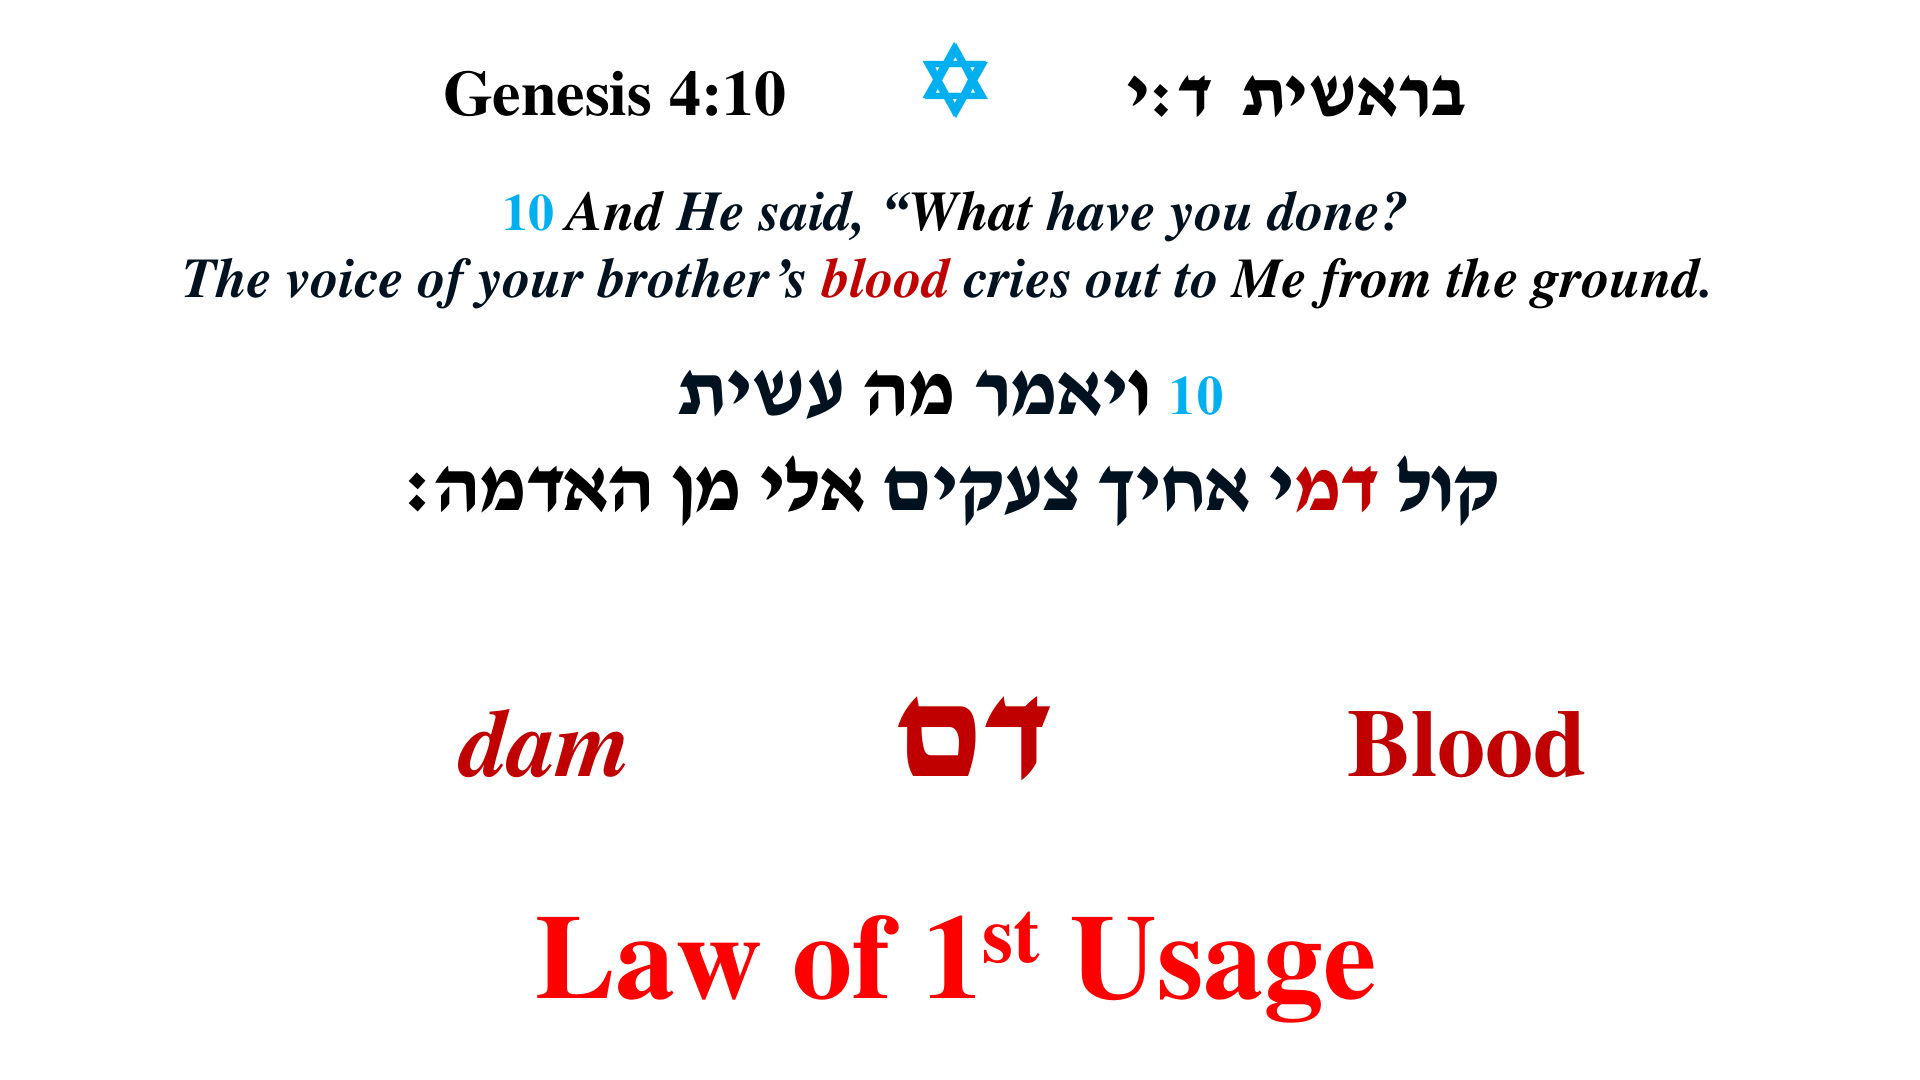 Genesis 4:10 ✡ בראשית ד:י
10 And He said, “What have you done?
The voice of your brother’s blood cries out to Me from the ground.
10 ויאמר מה עשית
קול דמי אחיך צעקים אלי מן האדמה:
dam דם Blood
Law of 1st Usage